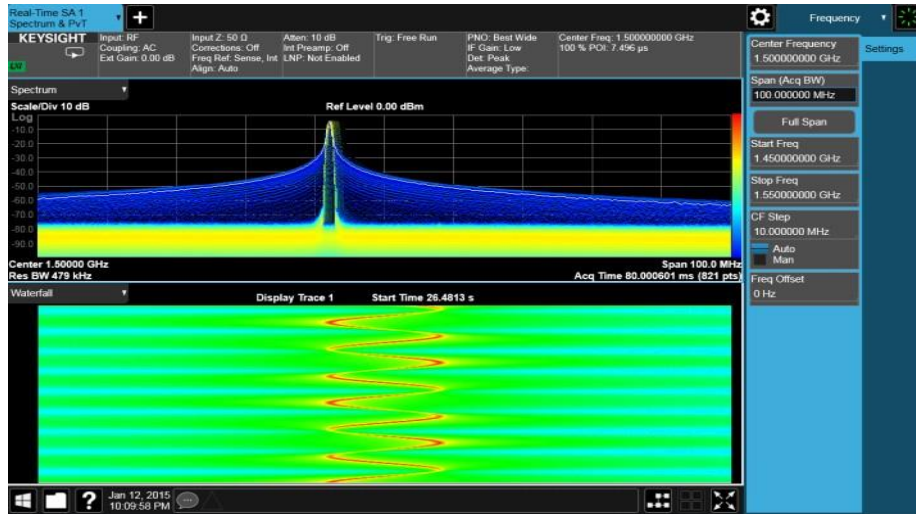 Real-Time SA 1
Spectrum & PvT
Frequency
KEYSIGHT
Input: RF
Coupling: AC
Ext Gain: 0.00 dB
Input Z: 50 Ω
Corrections: Off
Freq Ref: Sense, Int
Align: Auto
Atten: 10 dB
Int Preamp: Off
LNP: Not Enabled
Trig: Free Run
PNO: Best Wide
IF Gain: Low
Det: Peak
Average Type:
Center Freq: 1.500000000 GHz
100 % POI: 7.496 µs
LXI
Spectrum
Scale/Div 10 dB
Ref Level 0.00 dBm
Log
-10.0
-20.0
-30.0
-40.0
-50.0
-60.0
-70.0
-80.0
-90.0
Center 1.50000 GHz
Span 100.0 MHz
Res BW 479 kHz
Acq Time 80.000601 ms (821 pts)
Waterfall
Display Trace 1
Start Time 26.4813 s
Center Frequency
1.500000000 GHz
Settings
Span (Acq BW)
100.000000 MHz
Full Span
Start Freq
1.450000000 GHz
Stop Freq
1.550000000 GHz
CF Step
10.000000 MHz
Auto
Man
Freq Offset
0 Hz
?
Jan 12, 2015
10:09:58 PM